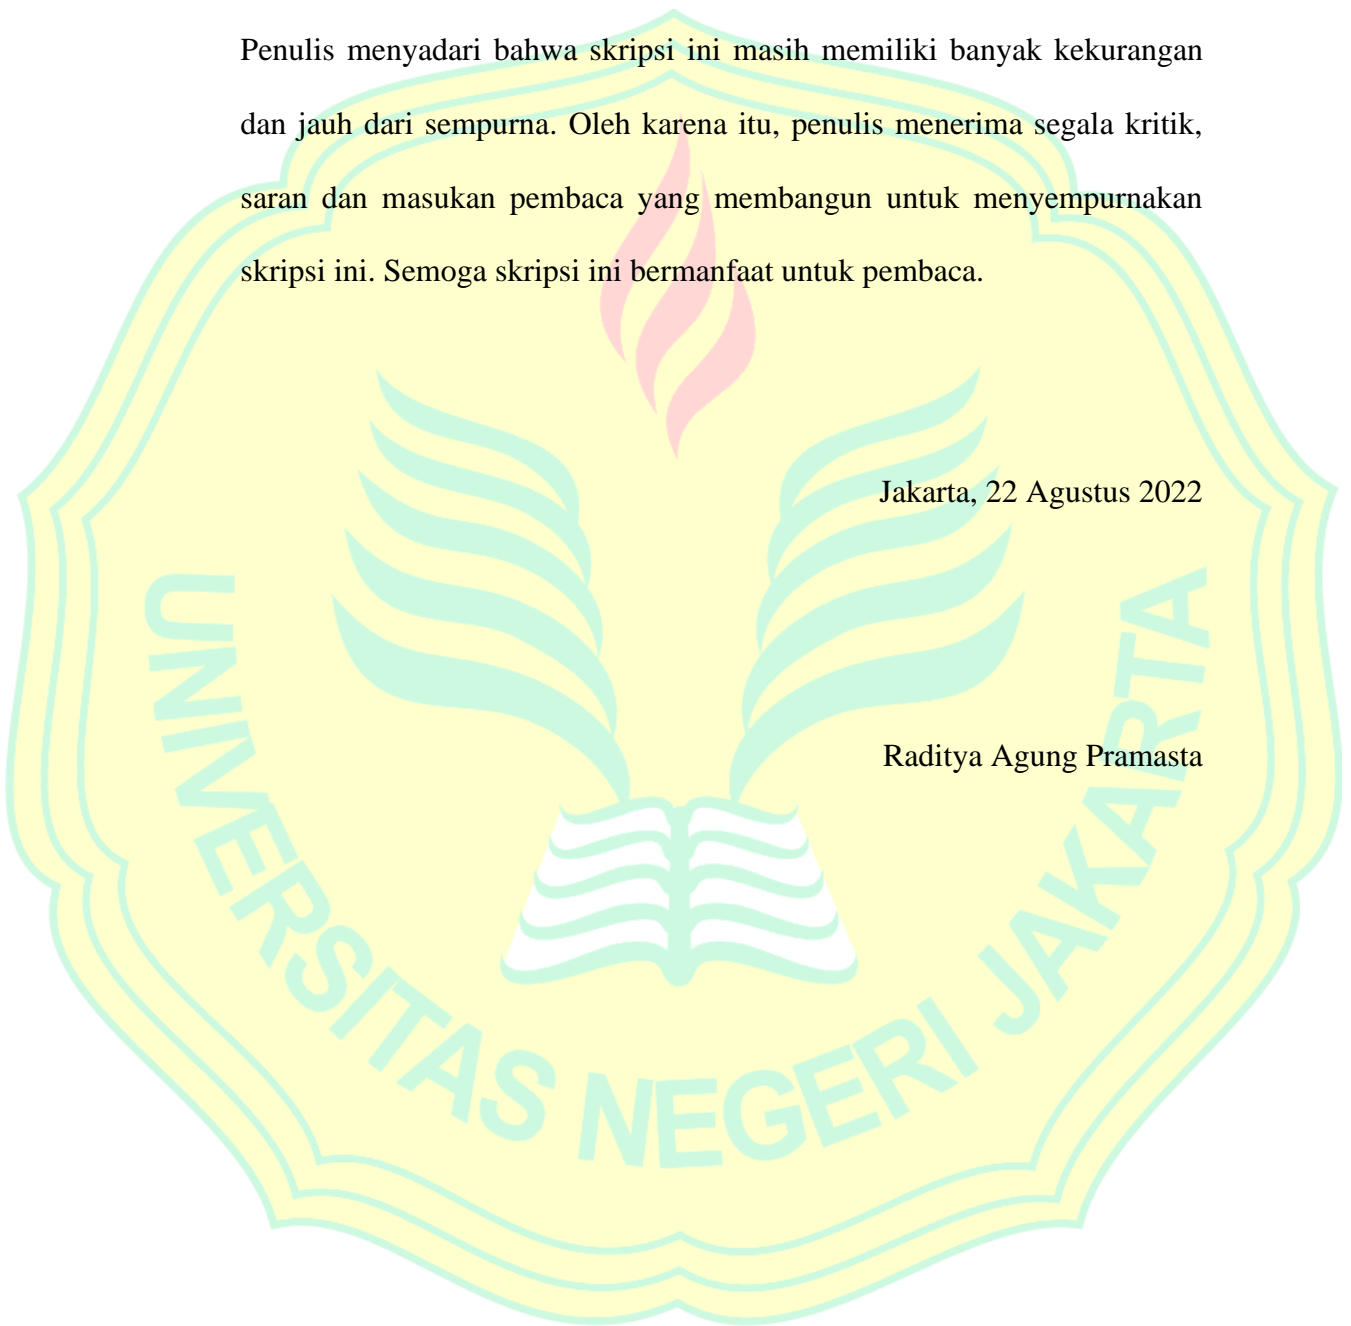 Penulis menyadari bahwa skripsi ini masih memiliki banyak kekurangan
dan jauh dari sempurna. Oleh karena itu, penulis menerima segala kritik,
saran dan masukan pembaca yang membangun untuk menyempurnakan
skripsi ini. Semoga skripsi ini bermanfaat untuk pembaca.
Jakarta, 22 Agustus 2022
Raditya Agung Pramasta
UNIVERSITAS NEGERI JAKARTA